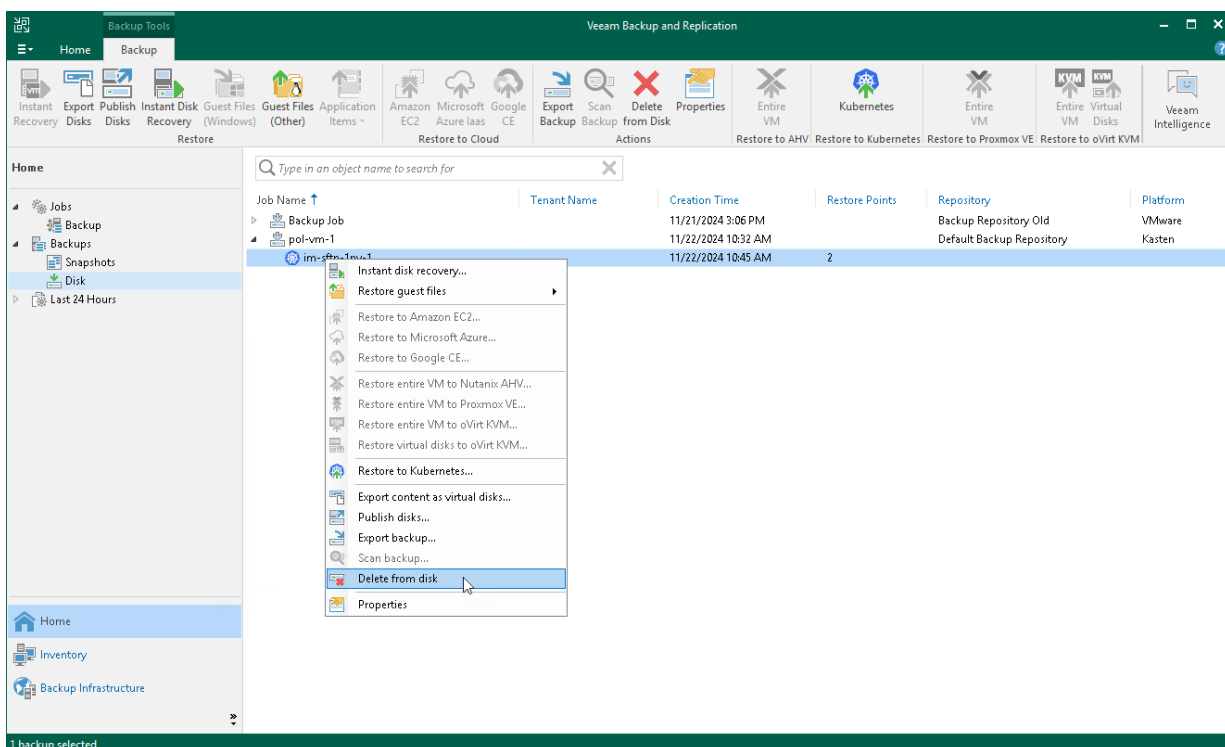 Backup Tools
Veeam Backup and Replication
Home Backup
Instant Recovery
Export Disks
Publish Disks
Instant Disk Recovery
Guest Files (Windows)
Guest Files (Other)
Application Items
Amazon EC2
Microsoft Azure Iaas
Google CE
Export Backup
Scan Backup
Delete from Disk
Properties
Entire VM
Kubernetes
Entire VM
Entire VM
Virtual Disks
Veeam Intelligence
Restore
Restore to Cloud
Actions
Restore to AHV
Restore to Kubernetes
Restore to Proxmox VE
Restore to oVirt KVM
Home
Jobs
Backup
Backups
Snapshots
Disk
Last 24 Hours
Type in an object name to search for
Job Name Tenant Name Creation Time Restore Points Repository Platform
Backup Job 11/21/2024 3:06 PM Backup Repository Old VMware
pol-vm-1 11/22/2024 10:32 AM Default Backup Repository Kasten
im-sftp-1pv-1 11/22/2024 10:45 AM 2
Instant disk recovery...
Restore guest files
Restore to Amazon EC2...
Restore to Microsoft Azure...
Restore to Google CE...
Restore entire VM to Nutanix AHV...
Restore entire VM to Proxmox VE...
Restore entire VM to oVirt KVM...
Restore virtual disks to oVirt KVM...
Restore to Kubernetes...
Export content as virtual disks...
Publish disks...
Export backup...
Scan backup...
Delete from disk
Properties
Home
Inventory
Backup Infrastructure
1 backup selected